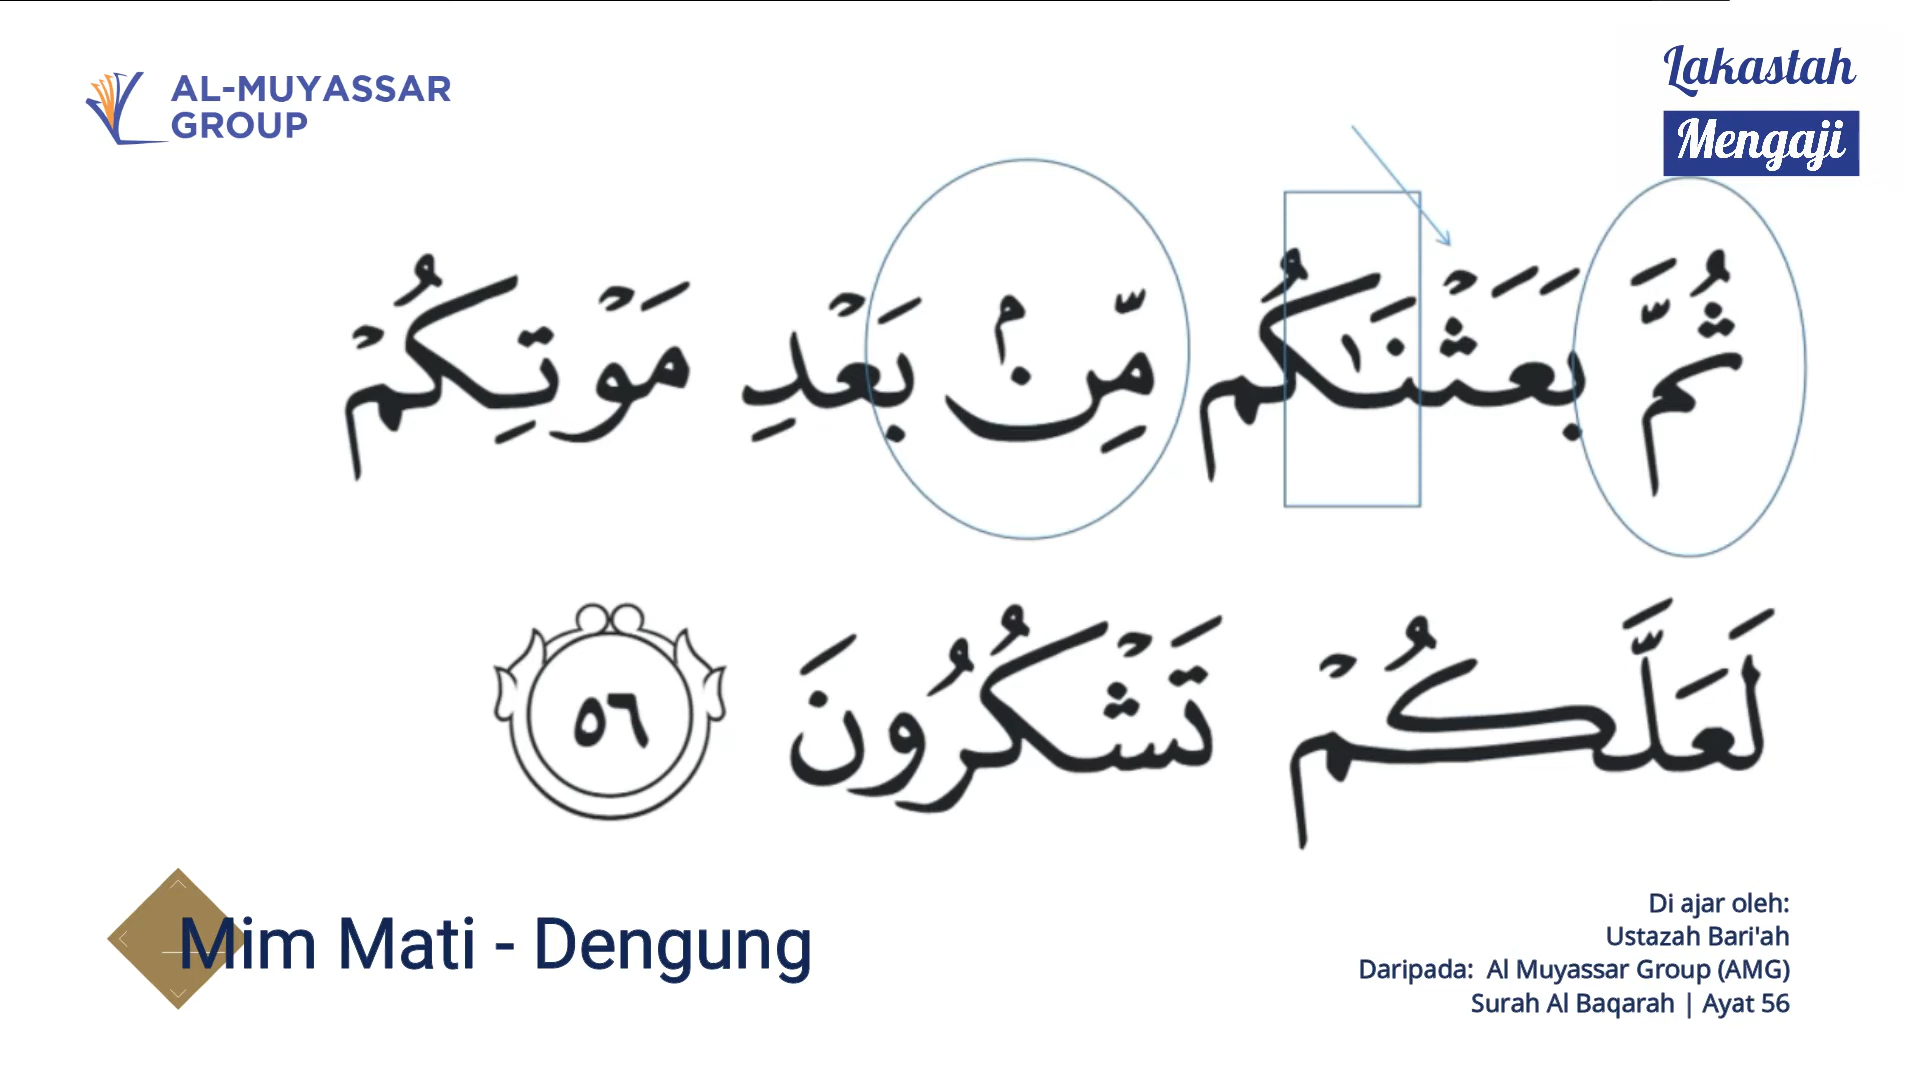 AL-MUYASSAR
GROUP
Lakastah
Mengaji
ثُمَّ بَعَثْنَٰكُم مِّنۢ بَعْدِ مَوْتِكُمْ
لَعَلَّكُمْ تَشْكُرُونَ ٥٦
Mim Mati - Dengung
Di ajar oleh:
Ustazah Bari'ah
Daripada: Al Muyassar Group (AMG)
Surah Al Baqarah | Ayat 56